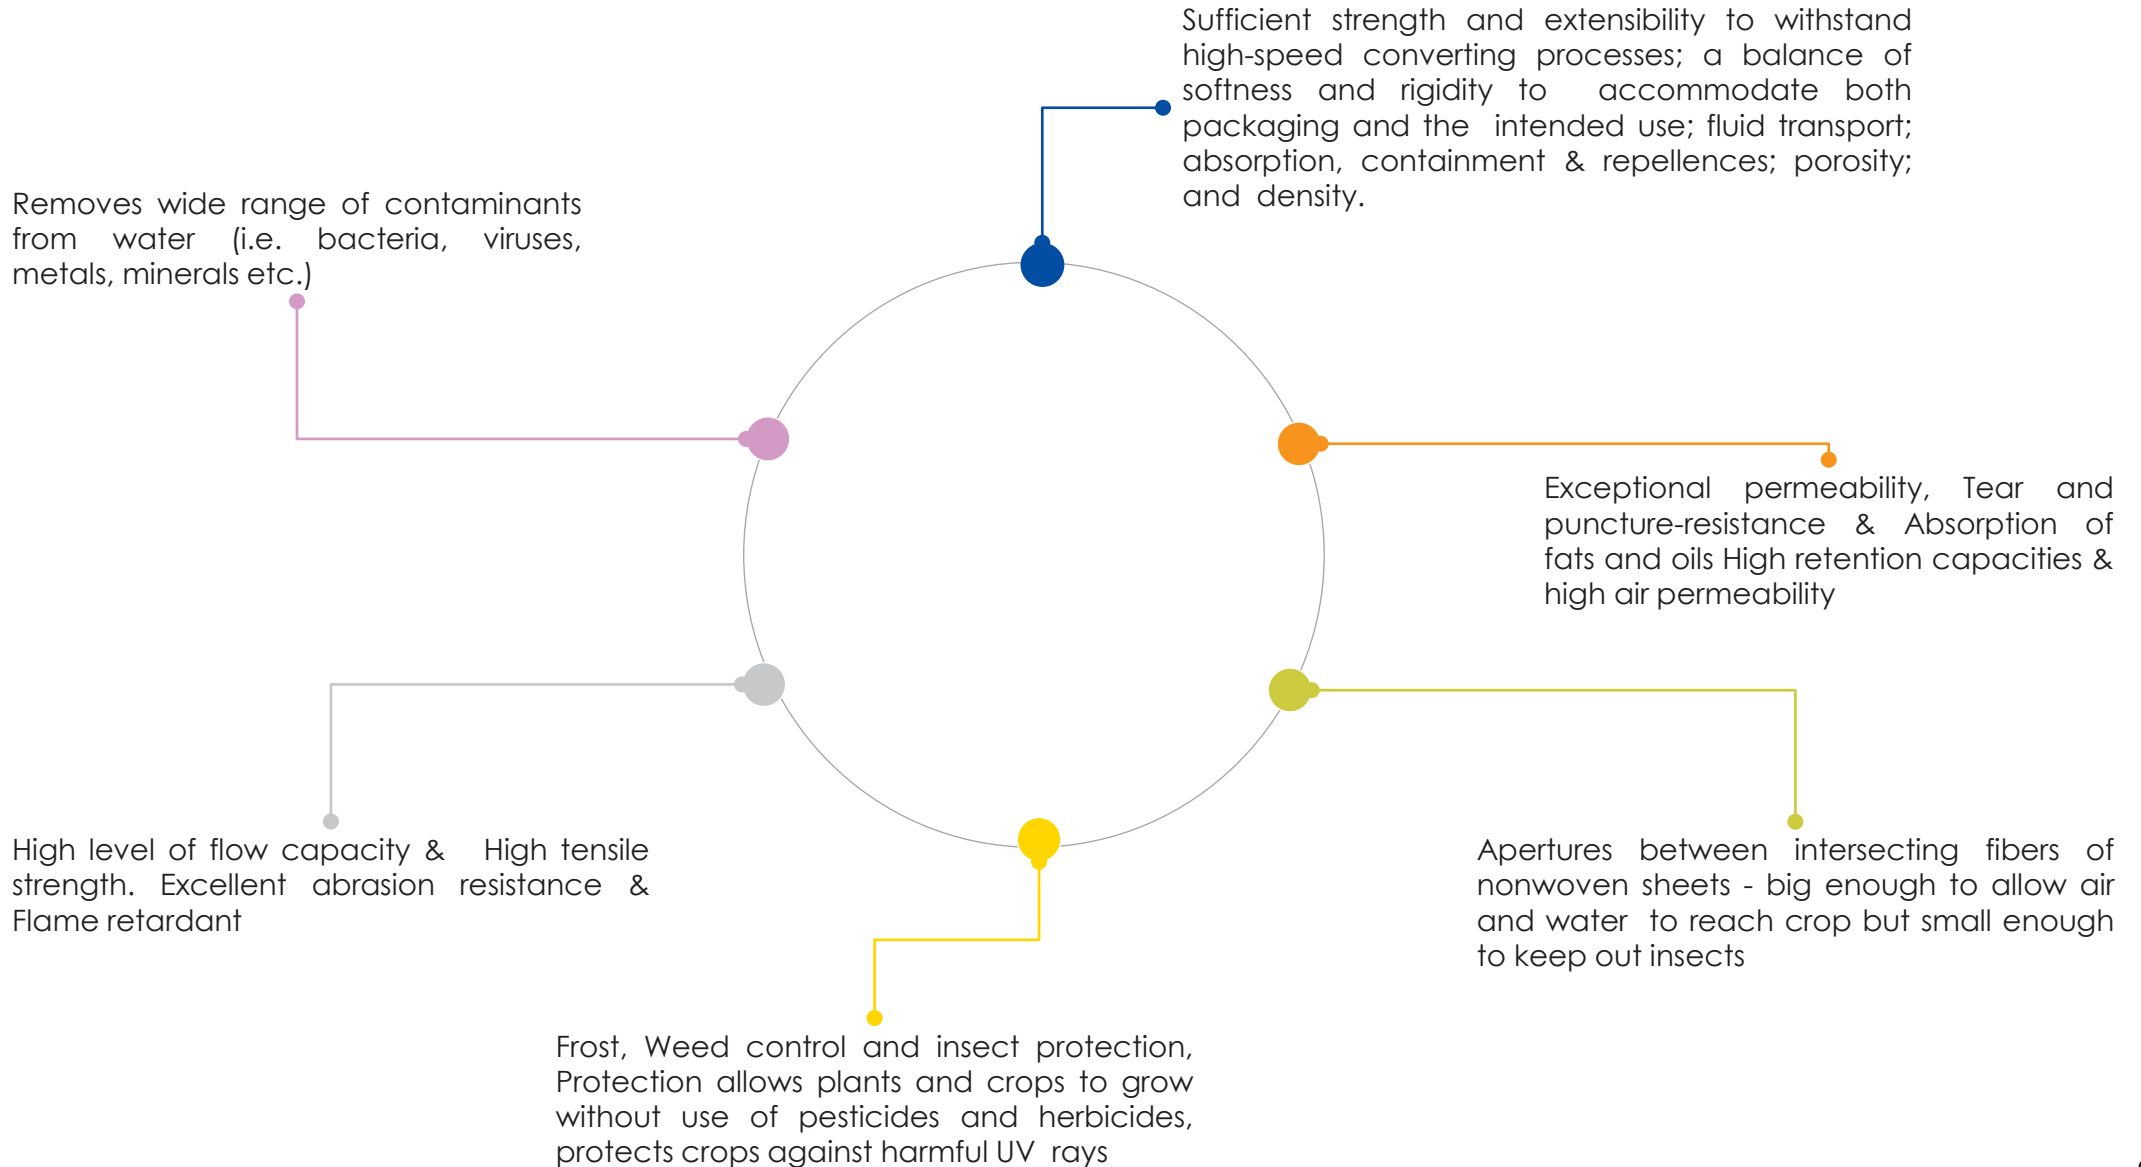 Sufficient strength and extensibility to withstand
high-speed converting processes; a balance of
softness and rigidity to accommodate both
packaging and the intended use; fluid transport;
absorption, containment & repellences; porosity;
and density.
Removes wide range of contaminants
from water (i.e. bacteria, viruses,
metals, minerals etc.)
Exceptional permeability, Tear and
puncture-resistance & Absorption of
fats and oils High retention capacities &
high air permeability
High level of flow capacity & High tensile
strength. Excellent abrasion resistance &
Flame retardant
Apertures between intersecting fibers of
nonwoven sheets - big enough to allow air
and water to reach crop but small enough
to keep out insects
Frost, Weed control and insect protection,
Protection allows plants and crops to grow
without use of pesticides and herbicides,
protects crops against harmful UV rays